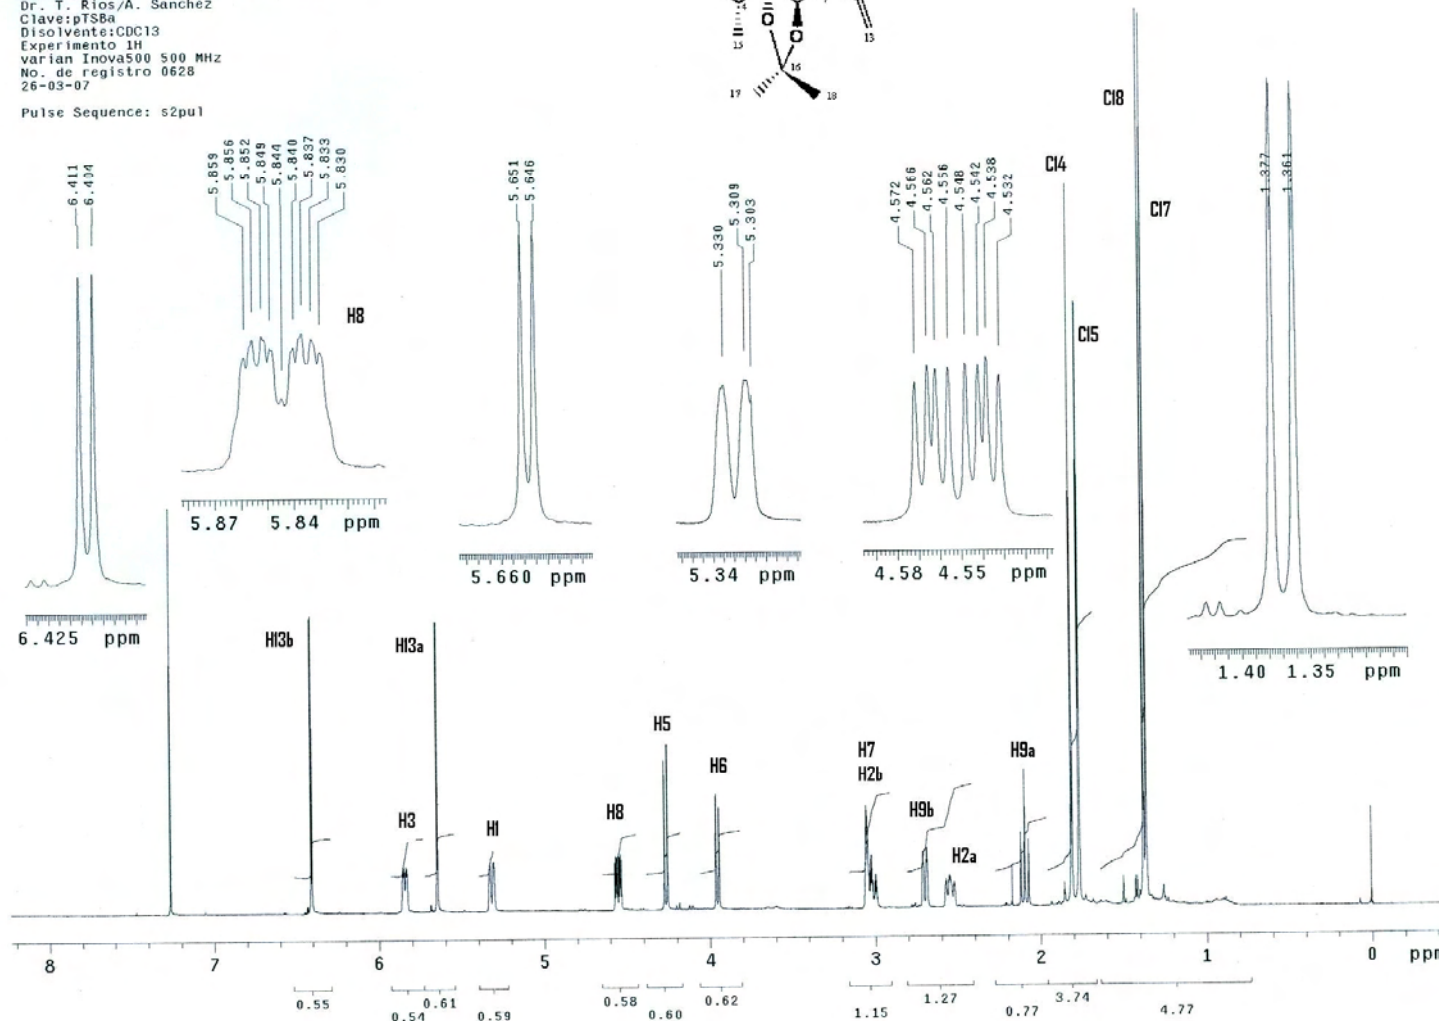 Dr. T. Rios/A. Sanchez
Clave:pTSBa
Disolvente:CDCl3
Experimento 1H
varian Inova500 500 MHz
No. de registro 0628
26-03-07
Pulse Sequence: s2pul
4
O
O
13
15
16
17
18
6.411
6.404
5.859
5.856
5.852
5.849
5.844
5.840
5.837
5.833
5.830
5.651
5.646
5.330
5.309
5.303
4.572
4.566
4.562
4.556
4.548
4.542
4.538
4.532
1.377
1.361
C18
C14
C17
H8
C15
5.87 5.84 ppm
5.660 ppm
5.34 ppm
4.58 4.55 ppm
6.425 ppm
1.40 1.35 ppm
H13b
H13a
H5
H6
H7
H2b
H9a
H3
H1
H8
H9b
H2a
8 7 6 5 4 3 2 1 0 ppm
0.55
0.54
0.61
0.59
0.58
0.60
0.62
1.15
1.27
0.77
3.74
4.77